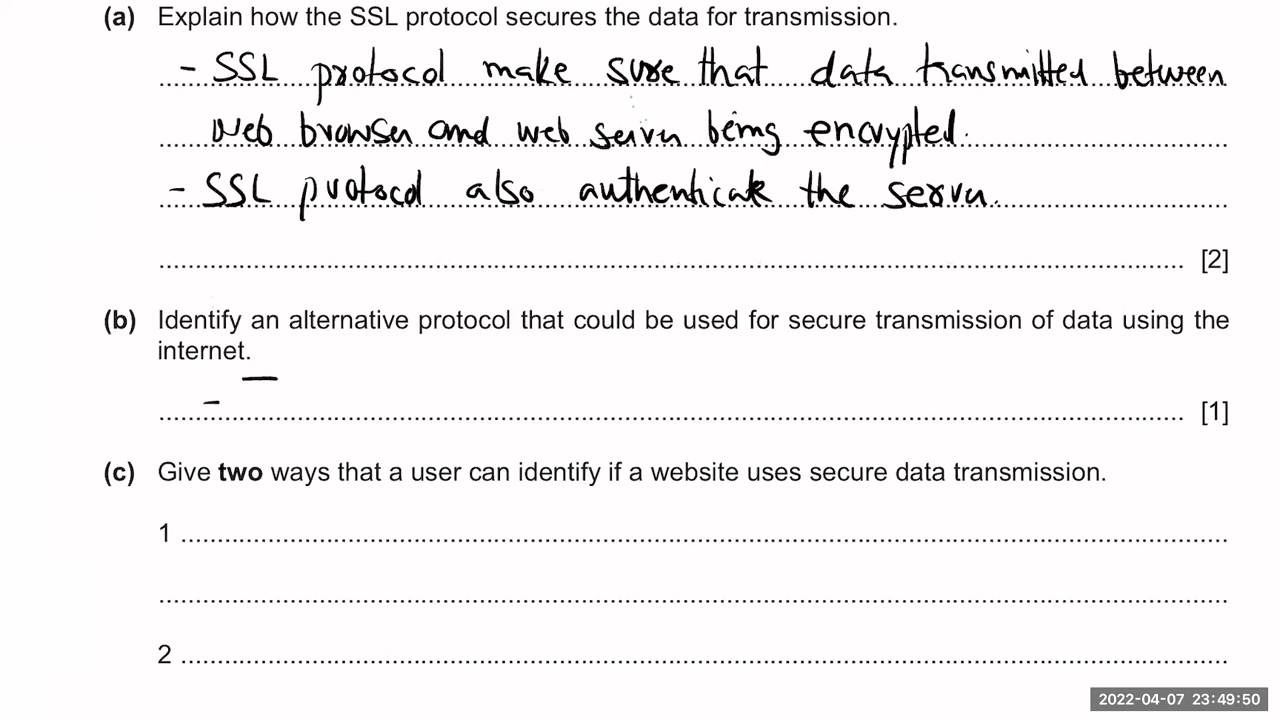 (a) Explain how the SSL protocol secures the data for transmission.
- SSL protocol make sure that data transmitted between
web browser and web server being encrypted.
- SSL protocol also authenticate the server.
[2]
(b) Identify an alternative protocol that could be used for secure transmission of data using the
internet.
[1]
(c) Give two ways that a user can identify if a website uses secure data transmission.
1
2
2022-04-07 23:49:50